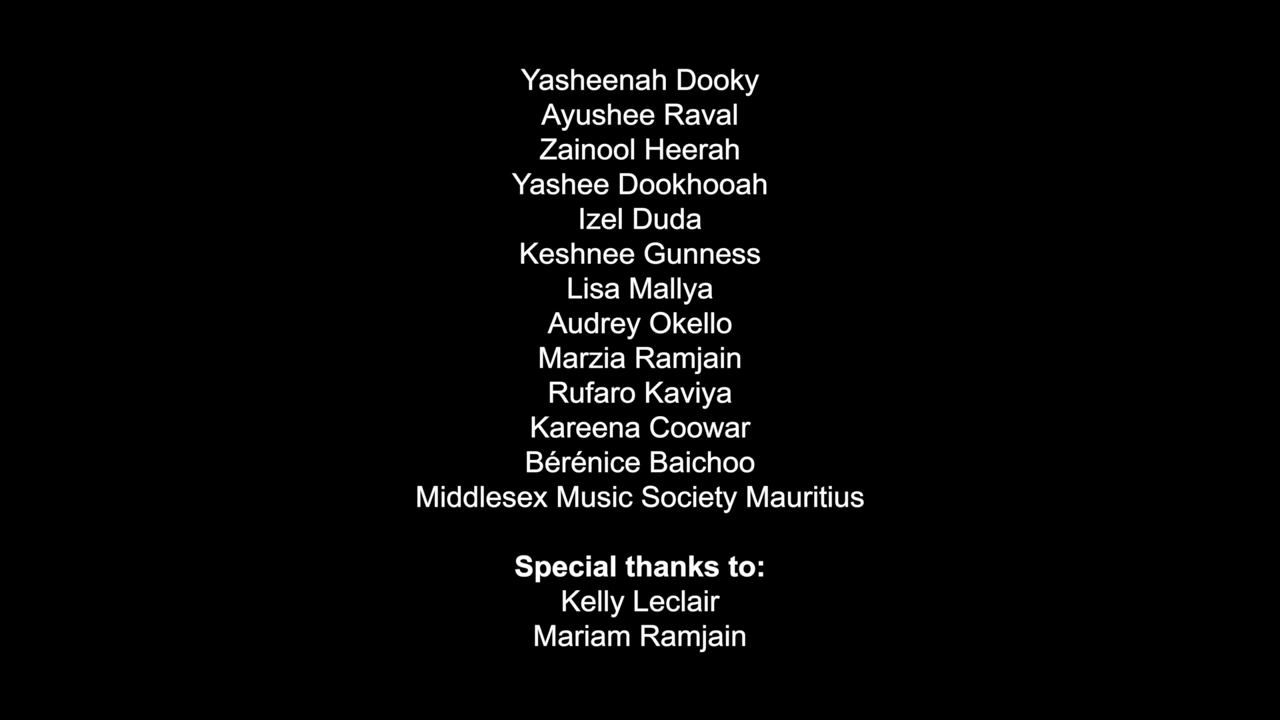 Yasheenah Dooky
Ayushee Raval
Zainool Heerah
Yashee Dookhooah
Izel Duda
Keshnee Gunness
Lisa Mallya
Audrey Okello
Marzia Ramjain
Rufaro Kaviya
Kareena Coowar
Bérénice Baichoo
Middlesex Music Society Mauritius
Special thanks to:
Kelly Leclair
Mariam Ramjain